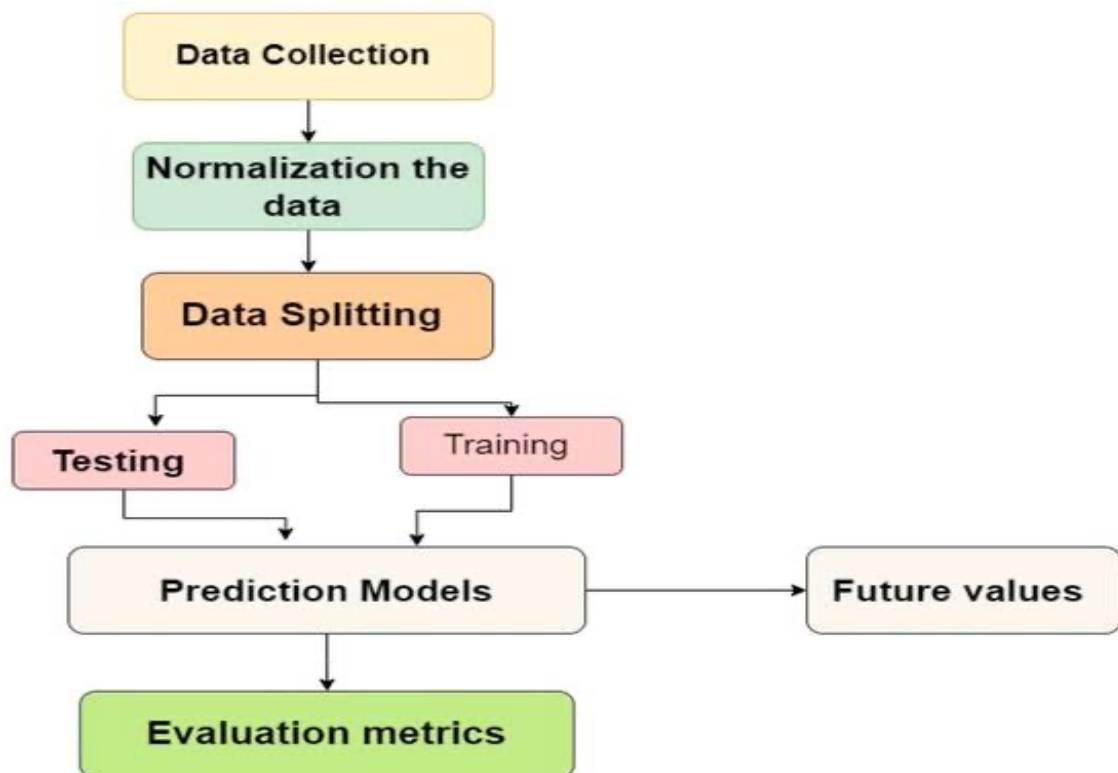 Data Collection
Normalization the
data
Data Splitting
Testing
Training
Prediction Models
Future values
Evaluation metrics